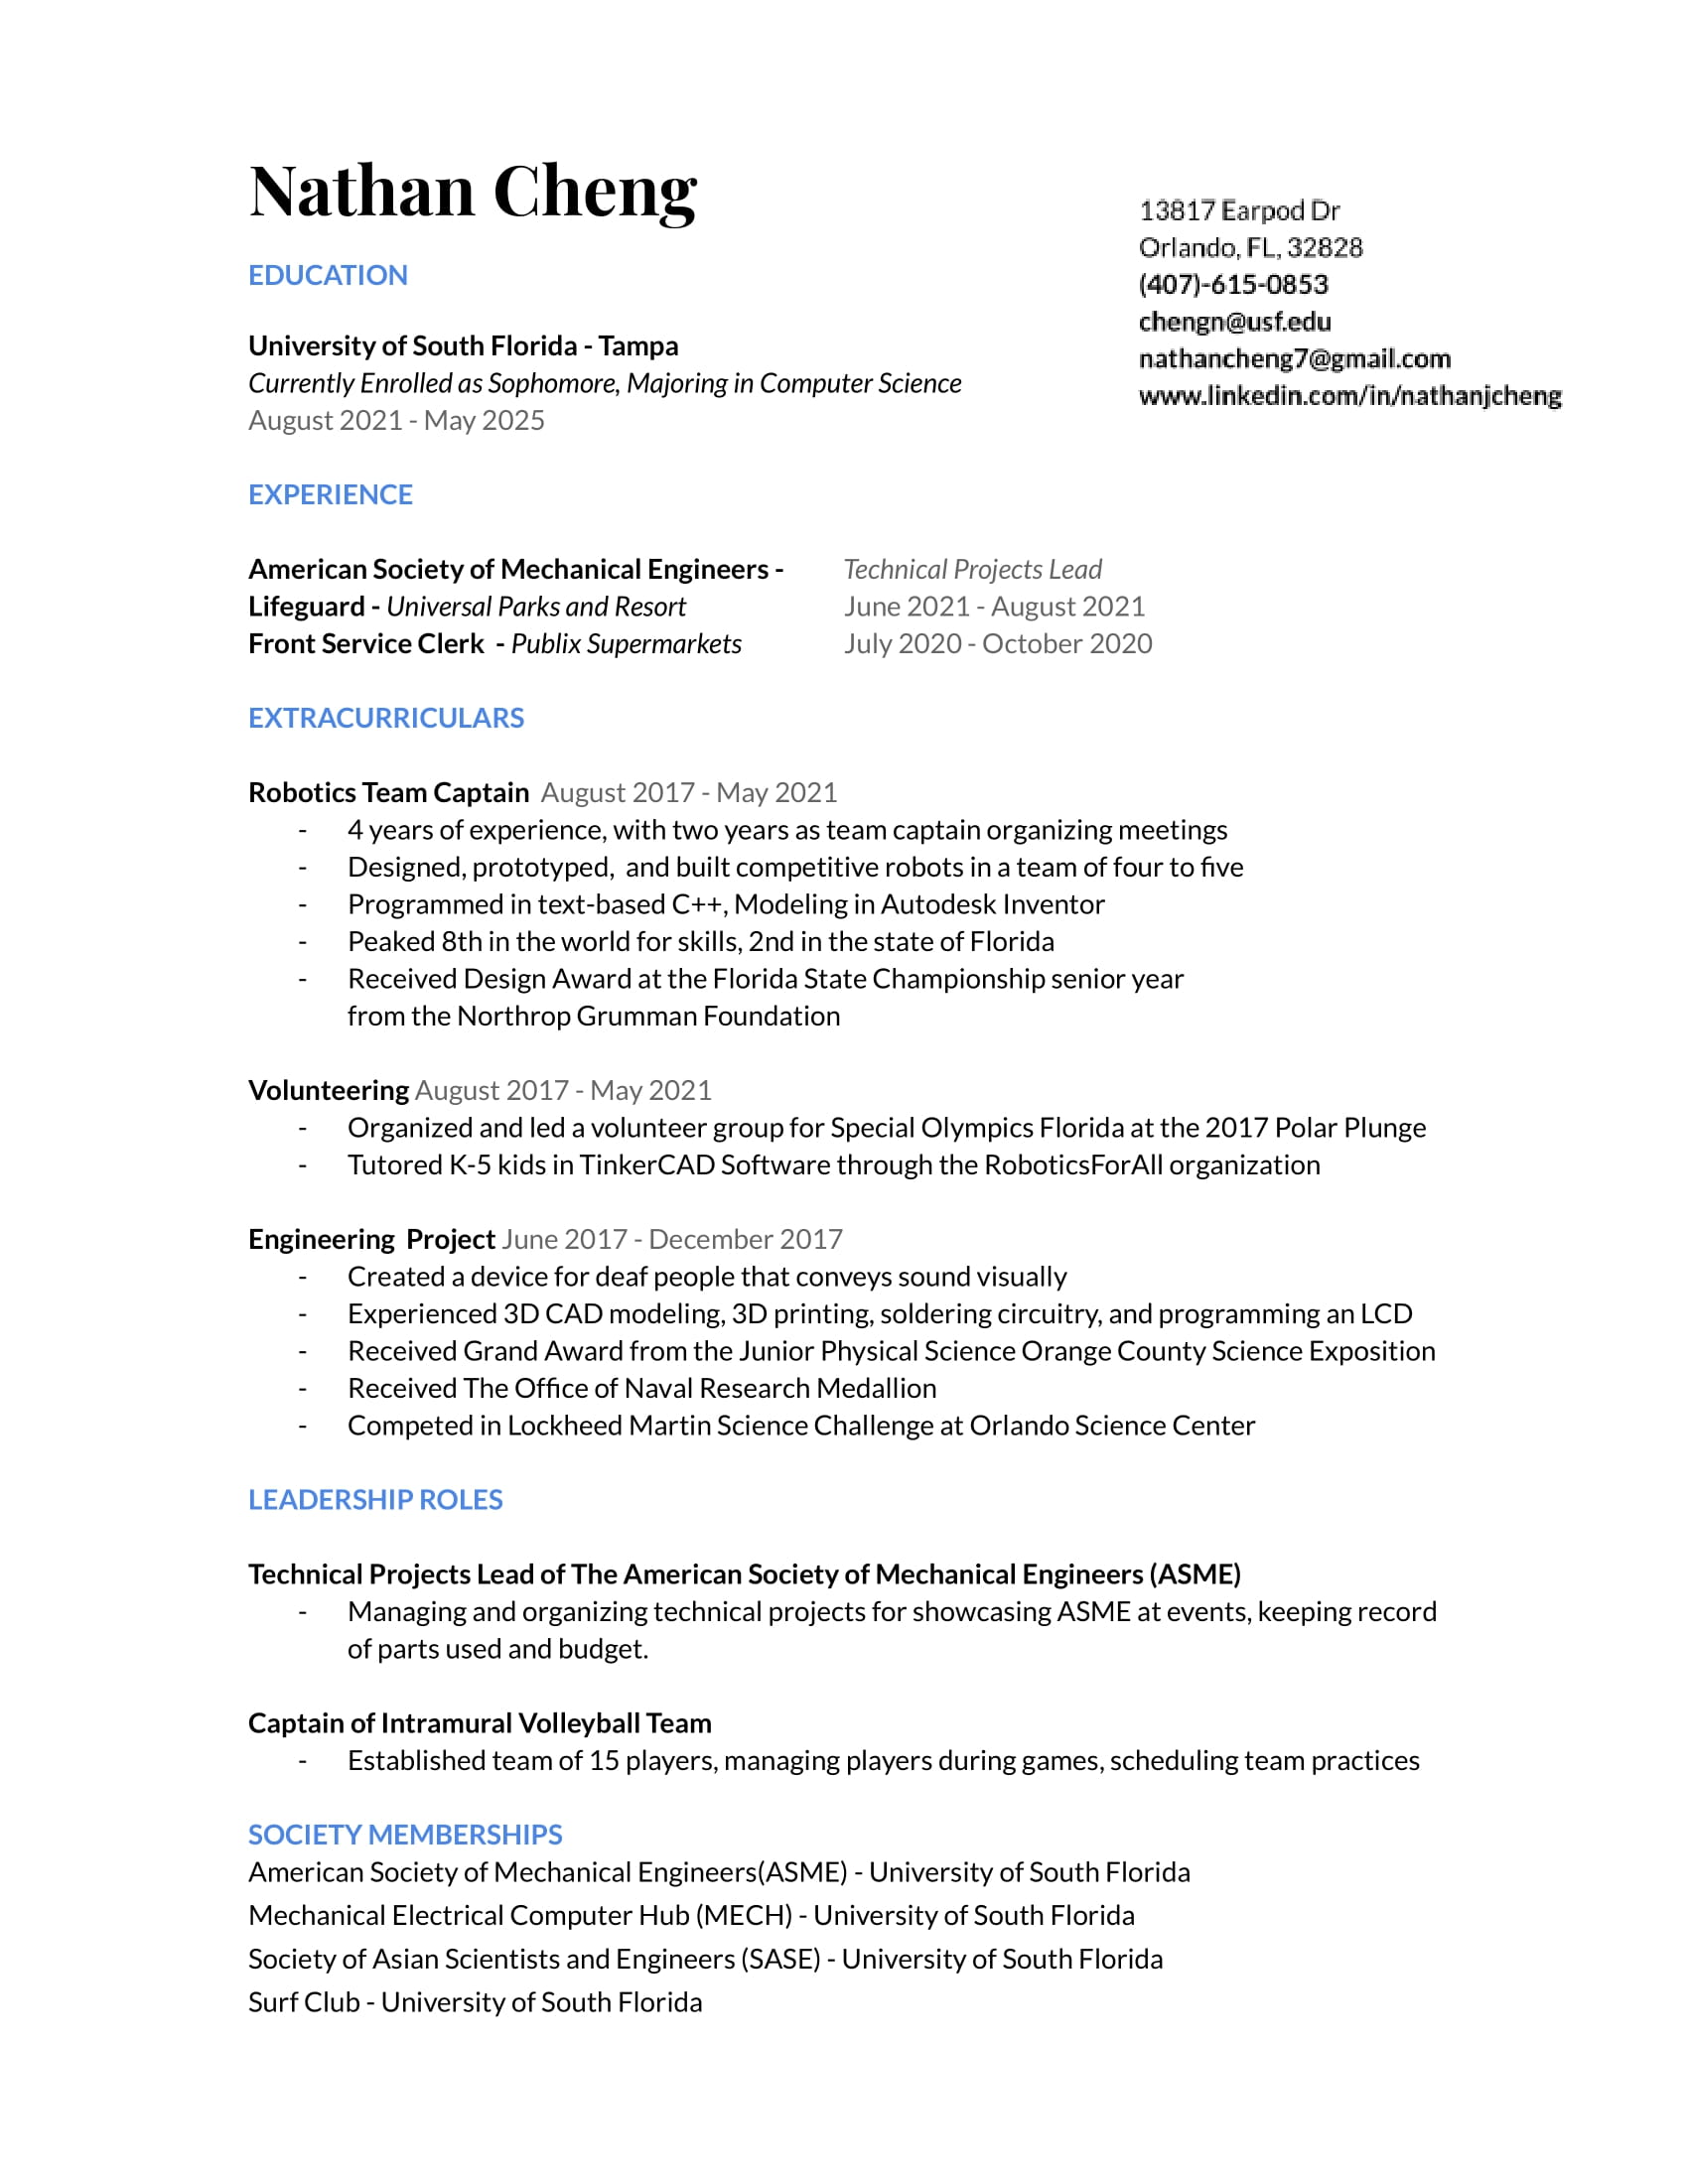 Nathan Cheng
13817 Earpod Dr
Orlando, FL, 32828
(407)-615-0853
chengn@usf.edu
nathancheng7@gmail.com
www.linkedin.com/in/nathanjcheng
EDUCATION
University of South Florida - Tampa
Currently Enrolled as Sophomore, Majoring in Computer Science
August 2021 - May 2025
EXPERIENCE
American Society of Mechanical Engineers - Technical Projects Lead
Lifeguard - Universal Parks and Resort June 2021 - August 2021
Front Service Clerk - Publix Supermarkets July 2020 - October 2020
EXTRACURRICULARS
Robotics Team Captain August 2017 - May 2021
- 4 years of experience, with two years as team captain organizing meetings
- Designed, prototyped, and built competitive robots in a team of four to five
- Programmed in text-based C++, Modeling in Autodesk Inventor
- Peaked 8th in the world for skills, 2nd in the state of Florida
- Received Design Award at the Florida State Championship senior year
from the Northrop Grumman Foundation
Volunteering August 2017 - May 2021
- Organized and led a volunteer group for Special Olympics Florida at the 2017 Polar Plunge
- Tutored K-5 kids in TinkerCAD Software through the RoboticsForAll organization
Engineering Project June 2017 - December 2017
- Created a device for deaf people that conveys sound visually
- Experienced 3D CAD modeling, 3D printing, soldering circuitry, and programming an LCD
- Received Grand Award from the Junior Physical Science Orange County Science Exposition
- Received The Office of Naval Research Medallion
- Competed in Lockheed Martin Science Challenge at Orlando Science Center
LEADERSHIP ROLES
Technical Projects Lead of The American Society of Mechanical Engineers (ASME)
- Managing and organizing technical projects for showcasing ASME at events, keeping record
of parts used and budget.
Captain of Intramural Volleyball Team
- Established team of 15 players, managing players during games, scheduling team practices
SOCIETY MEMBERSHIPS
American Society of Mechanical Engineers(ASME) - University of South Florida
Mechanical Electrical Computer Hub (MECH) - University of South Florida
Society of Asian Scientists and Engineers (SASE) - University of South Florida
Surf Club - University of South Florida